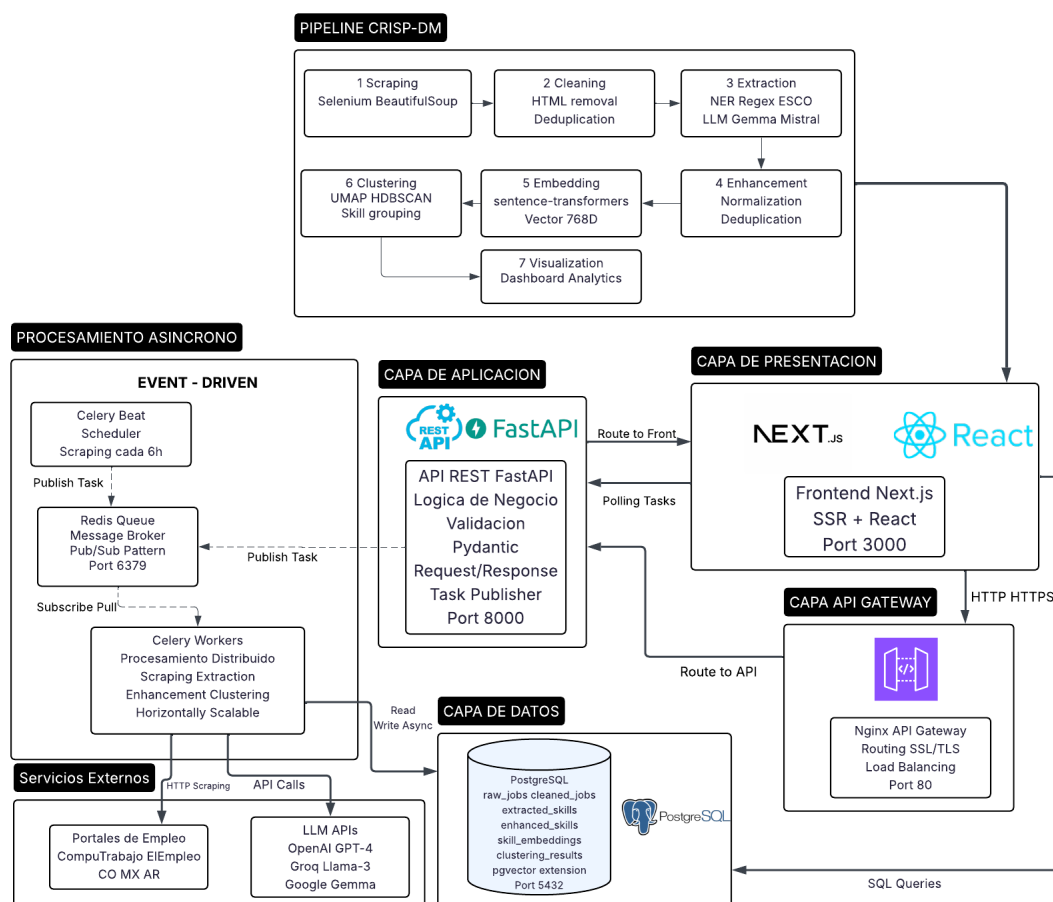 PIPELINE CRISP-DM
1 Scraping
Selenium BeautifulSoup
2 Cleaning
HTML removal
Deduplication
3 Extraction
NER Regex ESCO
LLM Gemma Mistral
6 Clustering
UMAP HDBSCAN
Skill grouping
5 Embedding
sentence-transformers
Vector 768D
4 Enhancement
Normalization
Deduplication
7 Visualization
Dashboard Analytics
PROCESAMIENTO ASINCRONO
EVENT - DRIVEN
Celery Beat
Scheduler
Scraping cada 6h
Publish Task
Redis Queue
Message Broker
Pub/Sub Pattern
Port 6379
Subscribe Pull
Celery Workers
Procesamiento Distribuido
Scraping Extraction
Enhancement Clustering
Horizontally Scalable
Publish Task
CAPA DE APLICACION
REST
API
FastAPI
API REST FastAPI
Logica de Negocio
Validacion
Pydantic
Request/Response
Task Publisher
Port 8000
Route to Front
Polling Tasks
CAPA DE PRESENTACION
NEXT.JS
React
Frontend Next.js
SSR + React
Port 3000
HTTP HTTPS
CAPA API GATEWAY
Nginx API Gateway
Routing SSL/TLS
Load Balancing
Port 80
Route to API
Read
Write Async
CAPA DE DATOS
PostgreSQL
raw_jobs cleaned_jobs
extracted_skills
enhanced_skills
skill_embeddings
clustering_results
pgvector extension
Port 5432
PostgreSQL
SQL Queries
Servicios Externos
HTTP Scraping
API Calls
Portales de Empleo
CompuTrabajo ElEmpleo
CO MX AR
LLM APIs
OpenAI GPT-4
Groq Llama-3
Google Gemma